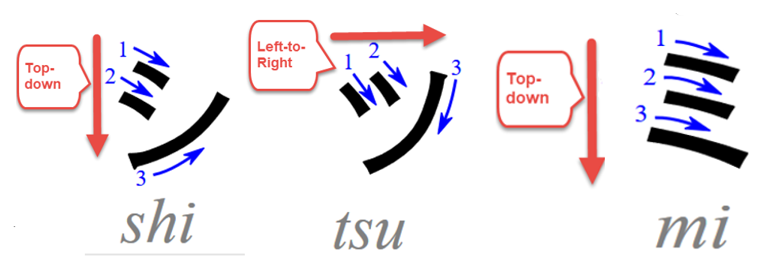 Top-down
1
2
3
シ
shi
Left-to-Right
1
2
3
ツ
tsu
Top-down
1
2
3
ミ
mi